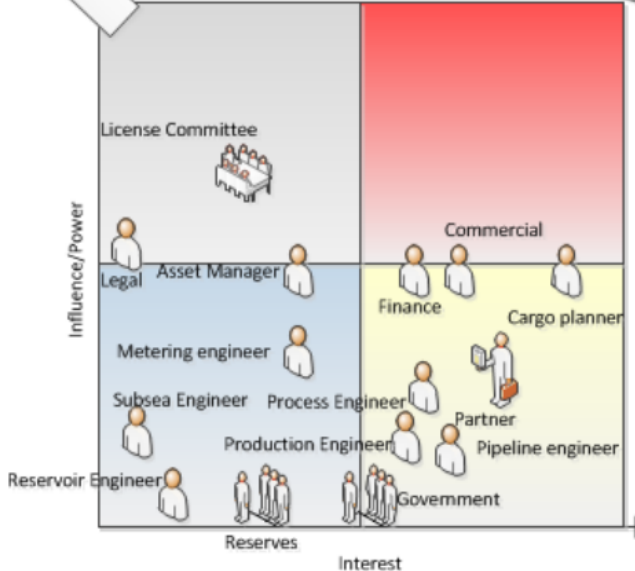 License Committee
Influence/Power
Commercial
Legal
Asset Manager
Finance
Cargo planner
Metering engineer
Subsea Engineer
Process Engineer
Partner
Production Engineer
Pipeline engineer
Reservoir Engineer
Government
Reserves
Interest